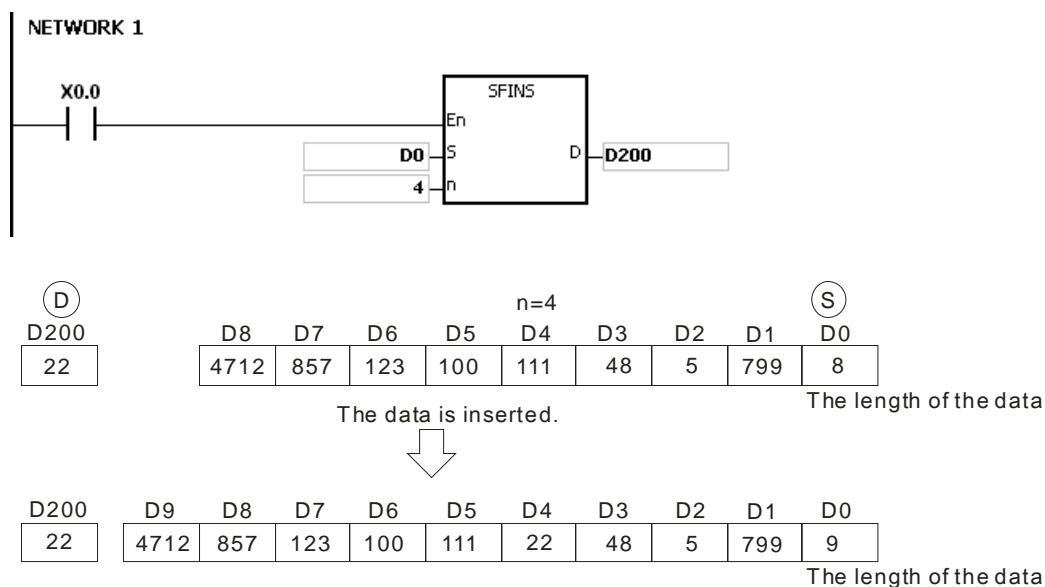 NETWORK 1
X0.0
SFINS
En
D0 S D D200
4 n
D n=4 S
D200 D8 D7 D6 D5 D4 D3 D2 D1 D0
22 4712 857 123 100 111 48 5 799 8
The length of the data
The data is inserted.
D200 D9 D8 D7 D6 D5 D4 D3 D2 D1 D0
22 4712 857 123 100 111 22 48 5 799 9
The length of the data